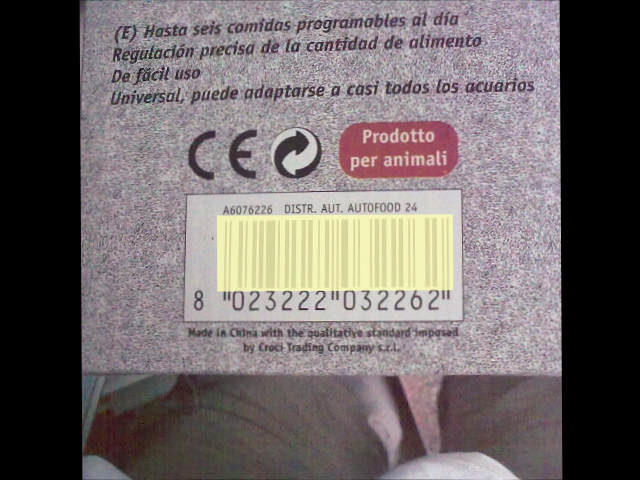 (E) Hasta seis comidas programables al día
Regulación precisa de la cantidad de alimento
De fácil uso
Universal, puede adaptarse a casi todos los acuarios
CE
Prodotto
per animali
A6076226 DISTR. AUT. AUTOFOOD 24
8 "023222"032262"
Made in China with the qualitative standard imposed
by Croci Trading Company s.r.l.